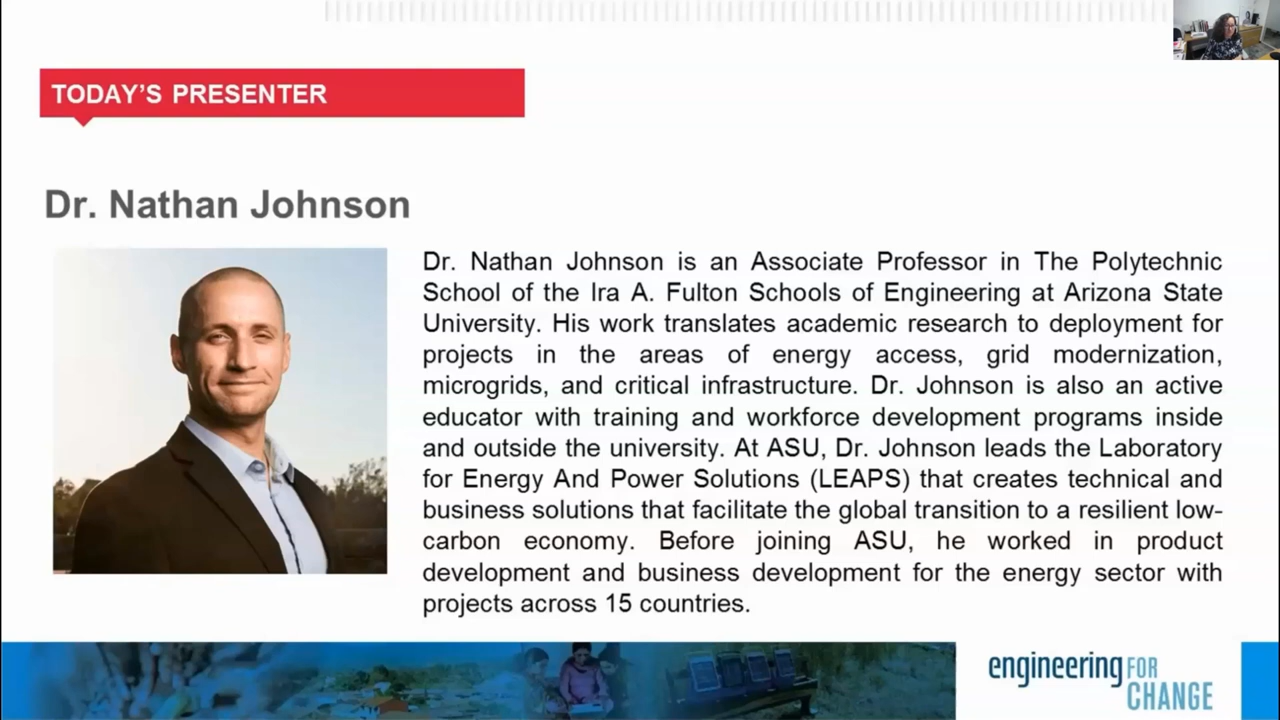 TODAY'S PRESENTER
Dr. Nathan Johnson
Dr. Nathan Johnson is an Associate Professor in The Polytechnic
School of the Ira A. Fulton Schools of Engineering at Arizona State
University. His work translates academic research to deployment for
projects in the areas of energy access, grid modernization,
microgrids, and critical infrastructure. Dr. Johnson is also an active
educator with training and workforce development programs inside
and outside the university. At ASU, Dr. Johnson leads the Laboratory
for Energy And Power Solutions (LEAPS) that creates technical and
business solutions that facilitate the global transition to a resilient low-
carbon economy. Before joining ASU, he worked in product
development and business development for the energy sector with
projects across 15 countries.
engineering FOR
CHANGE